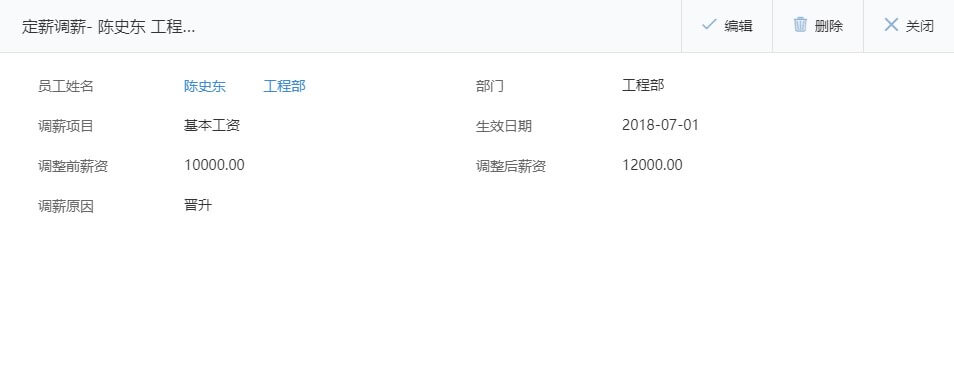 定薪调薪- 陈史东 工程... 编辑 删除 关闭
员工姓名 陈史东 工程部 部门 工程部
调薪项目 基本工资 生效日期 2018-07-01
调整前薪资 10000.00 调整后薪资 12000.00
调薪原因 晋升